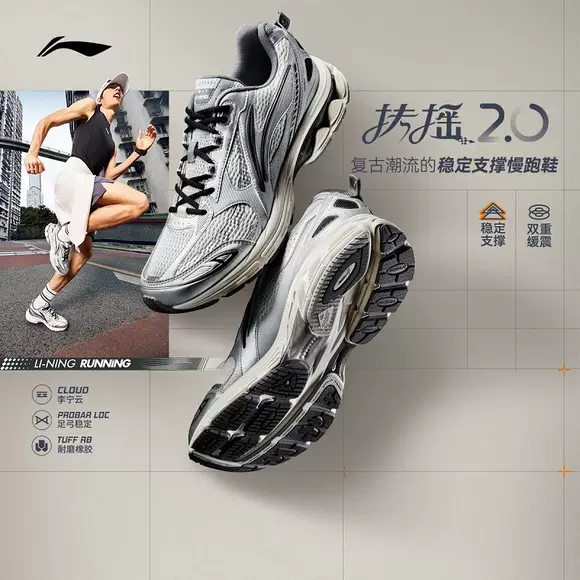 扶摇 2.0
复古潮流的稳定支撑慢跑鞋
稳定
支撑
双重
缓震
LI-NING RUNNING
CLOUD
李宁云
PROBAR LOC
足弓稳定
TUFF RB
耐磨橡胶